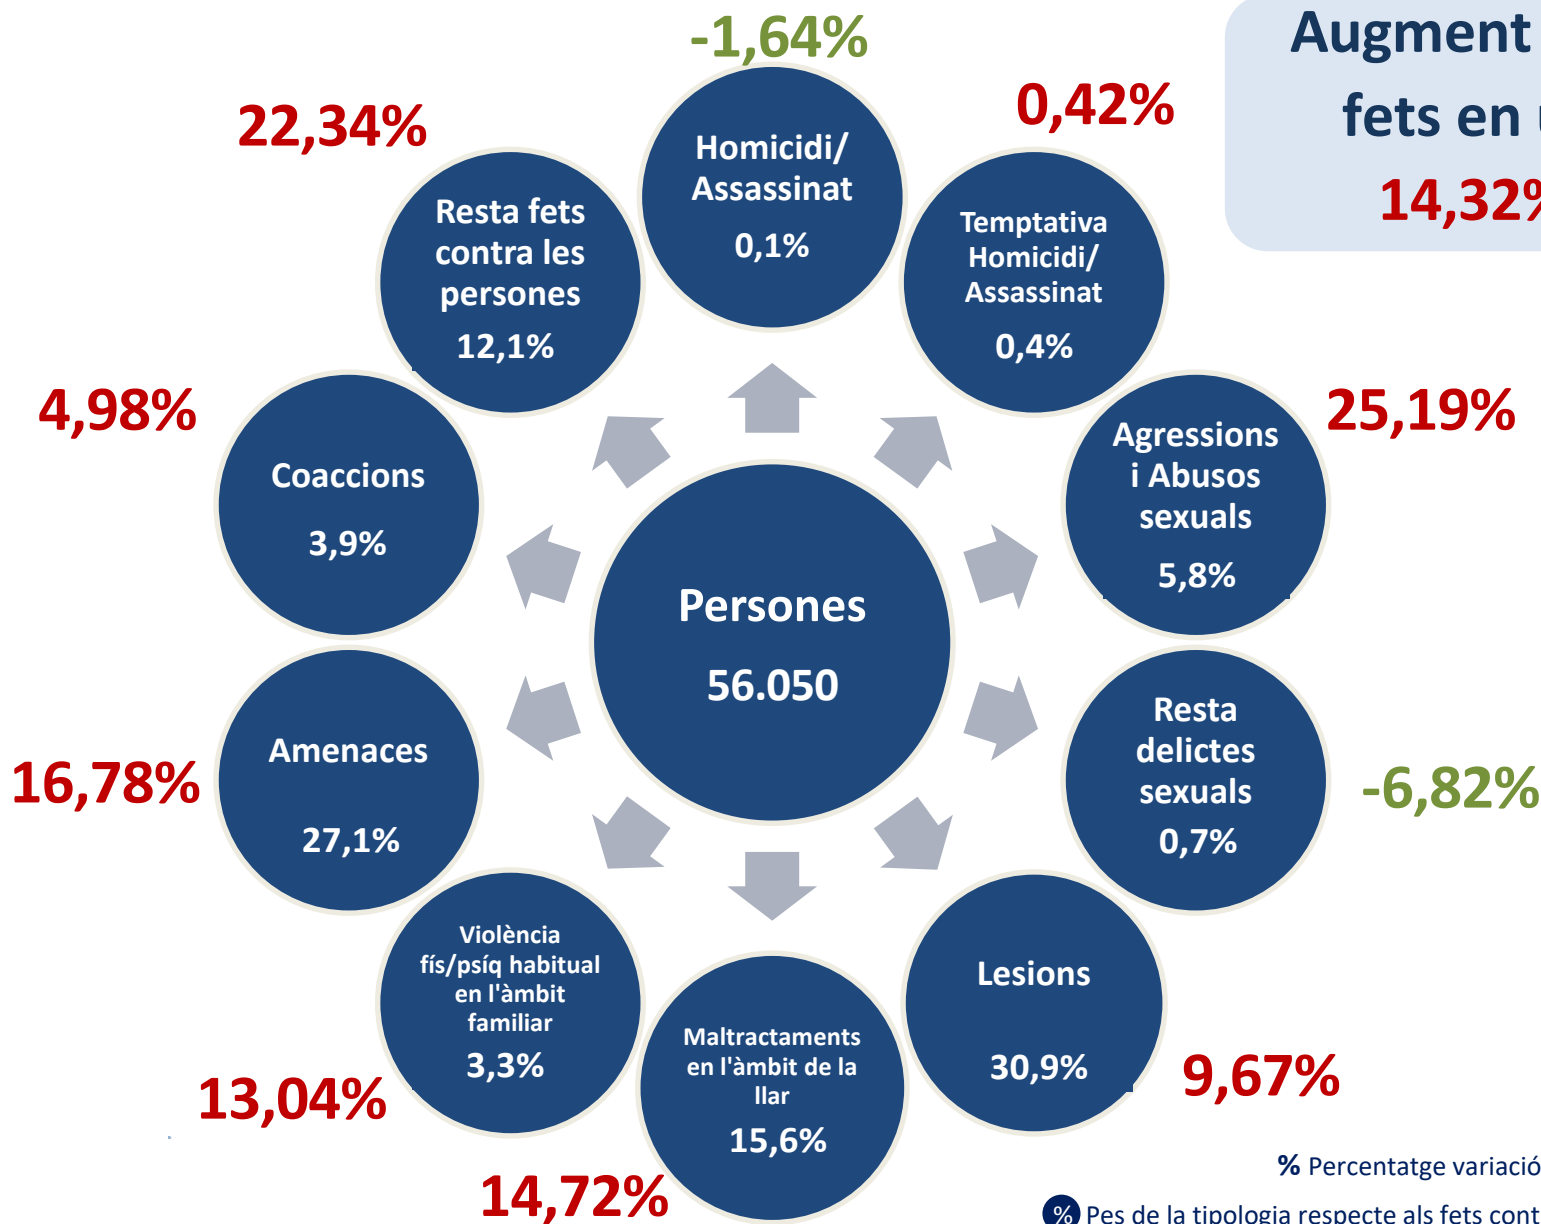 Augment
fets en
14,32%
-1,64%
Homicidi/
Assassinat
0,1%
0,42%
Temptativa
Homicidi/
Assassinat
0,4%
25,19%
Agressions
i Abusos
sexuals
5,8%
-6,82%
Resta
delictes
sexuals
0,7%
9,67%
Lesions
30,9%
14,72%
Maltractaments
en l'àmbit de la
llar
15,6%
13,04%
Violència
fís/psíq habitual
en l'àmbit
familiar
3,3%
16,78%
Amenaces
27,1%
4,98%
Coaccions
3,9%
22,34%
Resta fets
contra les
persones
12,1%
Persones
56.050
% Percentatge variació
% Pes de la tipologia respecte als fets